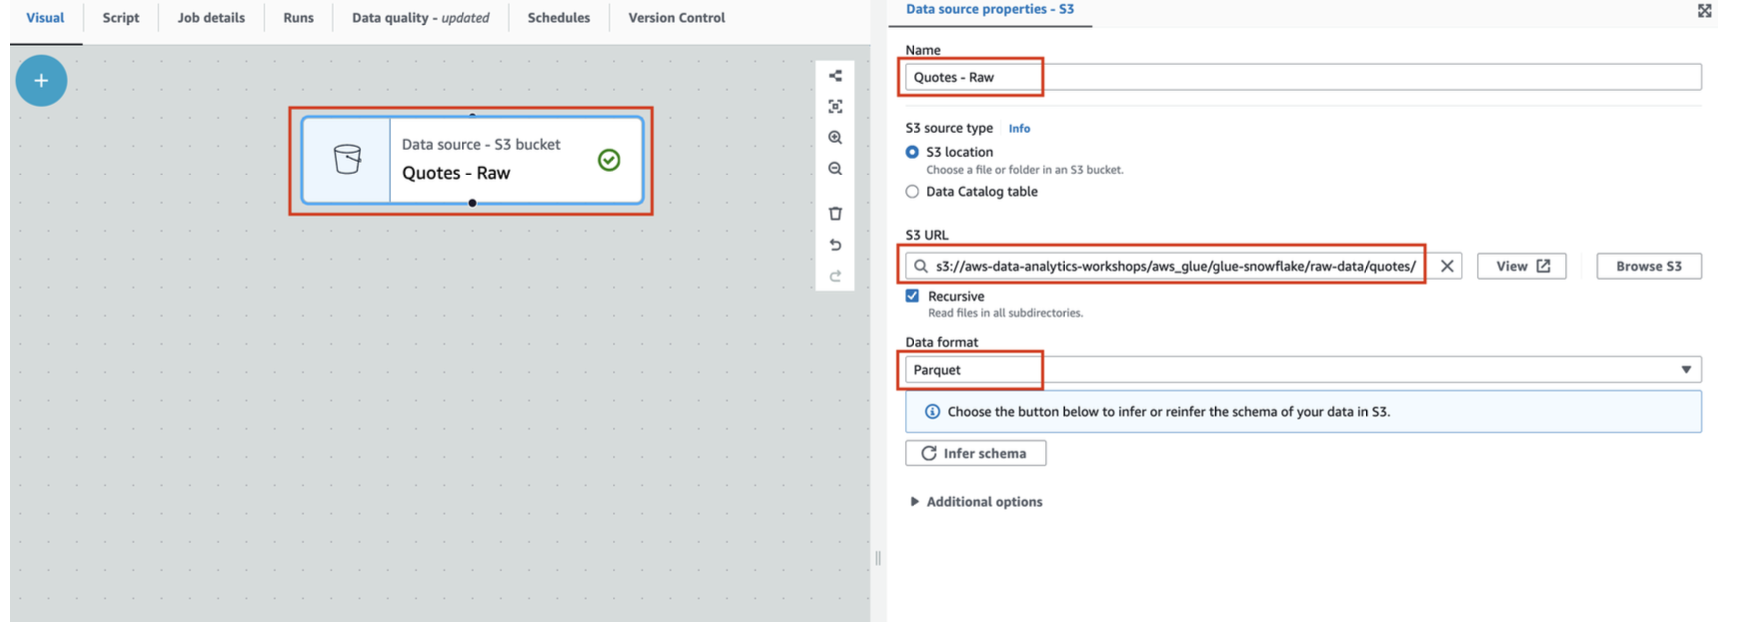 Visual Script Job details Runs Data quality - updated Schedules Version Control
Data source - S3 bucket
Quotes - Raw
Data source properties - S3
Name
Quotes - Raw
S3 source type Info
S3 location
Choose a file or folder in an S3 bucket.
Data Catalog table
S3 URL
s3://aws-data-analytics-workshops/aws_glue/glue-snowflake/raw-data/quotes/ View Browse S3
Recursive
Read files in all subdirectories.
Data format
Parquet
Choose the button below to infer or reinfer the schema of your data in S3.
Infer schema
Additional options